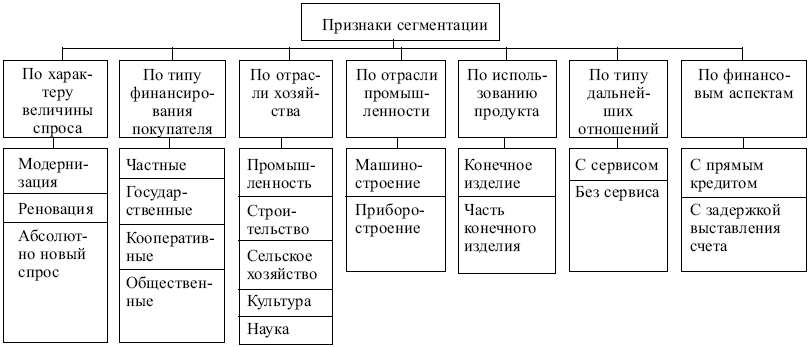 Признаки сегментации
По харак-
теру
величины
спроса
По типу
финансиро-
вания
покупателя
По отрас-
ли хозяй-
ства
По отрасли
промыш-
ленности
По исполь-
зованию
продукта
По типу
дальней-
ших
отношений
По финансо-
вым аспектам
Модерни-
зация
Реновация
Абсолют-
но новый
спрос
Частные
Государ-
ственные
Кооператив-
ные
Обществен-
ные
Промыш-
ленность
Строи-
тельство
Сельское
хозяйство
Культура
Наука
Машино-
строение
Приборо-
строение
Конечное
изделие
Часть
конечного
изделия
С сервисом
Без сервиса
С прямым
кредитом
С задержкой
выставления
счета